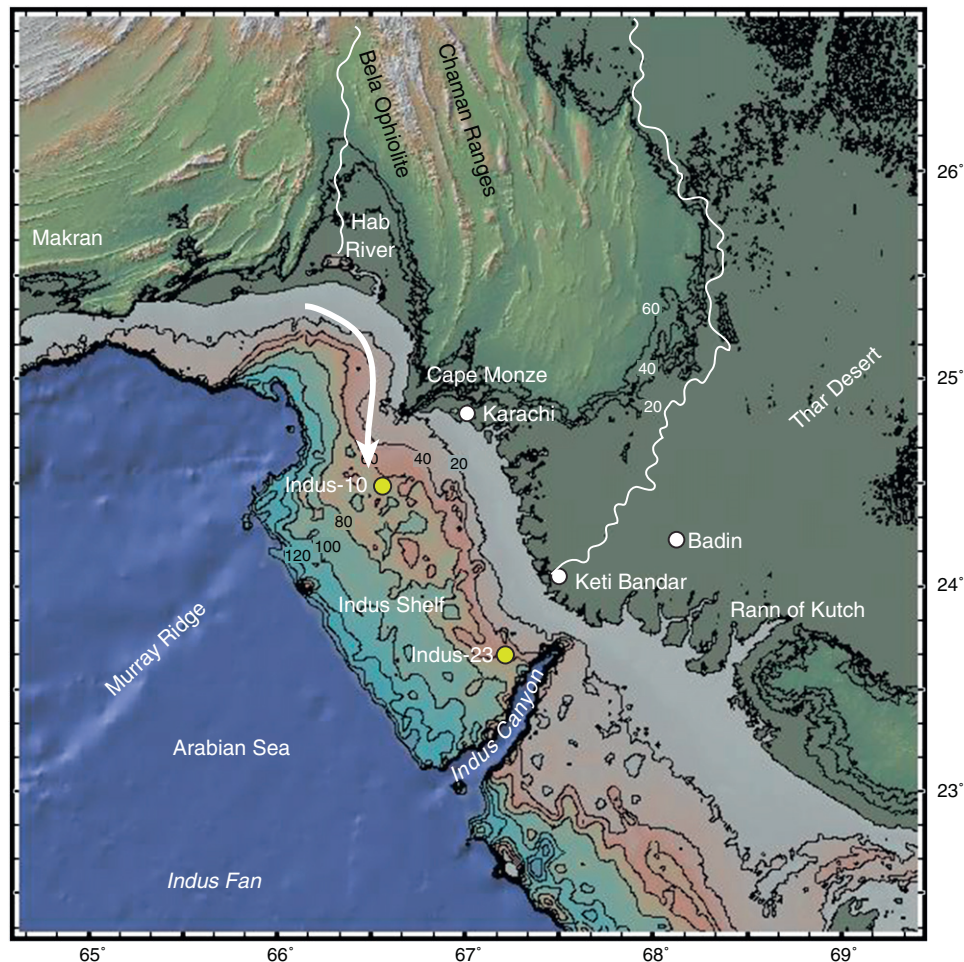 Bela Ophiolite
Chaman Ranges
26˚
Hab
River
Makran
60
40
20
Cape Monze
25˚
Karachi
Thar Desert
60
40
20
Indus-10
80
100
120
Badin
Keti Bandar
24˚
Indus Shelf
Rann of Kutch
Murray Ridge
Indus-23
Indus Canyon
Arabian Sea
23˚
Indus Fan
65˚
66˚
67˚
68˚
69˚